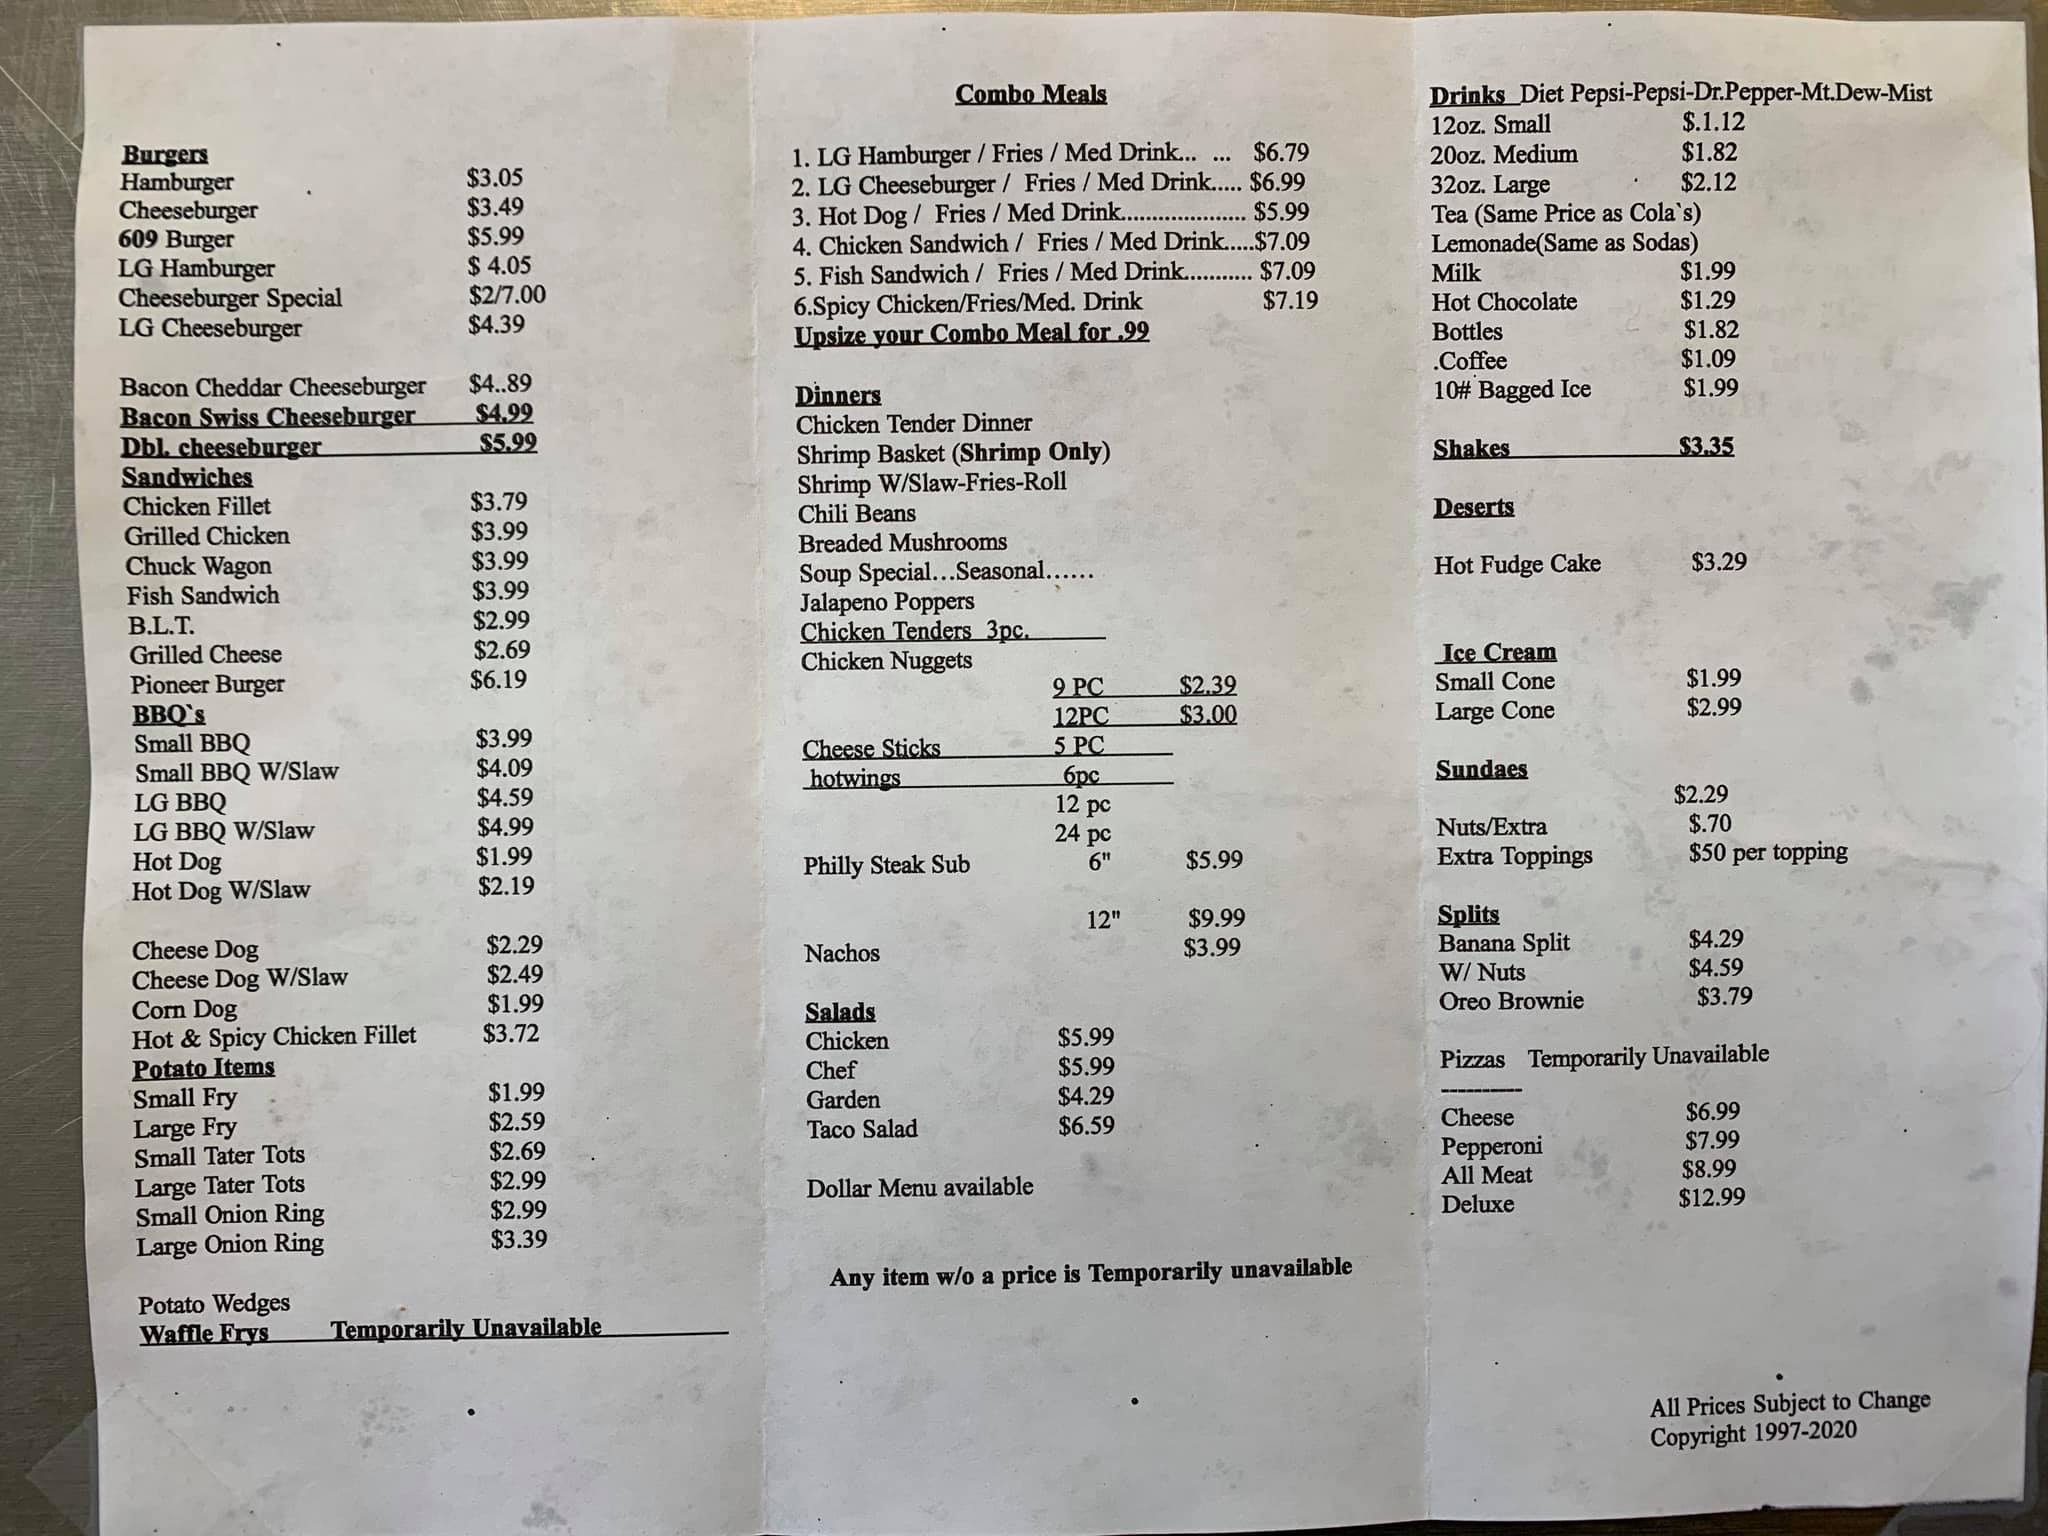 Burgers
Hamburger $3.05
Cheeseburger $3.49
609 Burger $5.99
LG Hamburger $ 4.05
Cheeseburger Special $2/7.00
LG Cheeseburger $4.39
Bacon Cheddar Cheeseburger $4..89
Bacon Swiss Cheeseburger $4.99
Dbl. cheeseburger $5.99
Sandwiches
Chicken Fillet $3.79
Grilled Chicken $3.99
Chuck Wagon $3.99
Fish Sandwich $3.99
B.L.T. $2.99
Grilled Cheese $2.69
Pioneer Burger $6.19
BBQ`s
Small BBQ $3.99
Small BBQ W/Slaw $4.09
LG BBQ $4.59
LG BBQ W/Slaw $4.99
Hot Dog $1.99
Hot Dog W/Slaw $2.19
Cheese Dog $2.29
Cheese Dog W/Slaw $2.49
Corn Dog $1.99
Hot & Spicy Chicken Fillet $3.72
Potato Items
Small Fry $1.99
Large Fry $2.59
Small Tater Tots $2.69
Large Tater Tots $2.99
Small Onion Ring $2.99
Large Onion Ring $3.39
Potato Wedges
Waffle Frys Temporarily Unavailable
Combo Meals
1. LG Hamburger / Fries / Med Drink... ... $6.79
2. LG Cheeseburger / Fries / Med Drink..... $6.99
3. Hot Dog / Fries / Med Drink.................... $5.99
4. Chicken Sandwich / Fries / Med Drink.....$7.09
5. Fish Sandwich / Fries / Med Drink........... $7.09
6.Spicy Chicken/Fries/Med. Drink $7.19
Upsize your Combo Meal for .99
Dinners
Chicken Tender Dinner
Shrimp Basket (Shrimp Only)
Shrimp W/Slaw-Fries-Roll
Chili Beans
Breaded Mushrooms
Soup Special...Seasonal......
Jalapeno Poppers
Chicken Tenders 3pc.
Chicken Nuggets
9 PC $2.39
12PC $3.00
Cheese Sticks 5 PC
hotwings 6pc
12 pc
24 pc
Philly Steak Sub 6" $5.99
12" $9.99
Nachos $3.99
Salads
Chicken $5.99
Chef $5.99
Garden $4.29
Taco Salad $6.59
Dollar Menu available
Any item w/o a price is Temporarily unavailable
Drinks Diet Pepsi-Pepsi-Dr.Pepper-Mt.Dew-Mist
12oz. Small $.1.12
20oz. Medium $1.82
32oz. Large $2.12
Tea (Same Price as Cola`s)
Lemonade(Same as Sodas)
Milk $1.99
Hot Chocolate $1.29
Bottles $1.82
.Coffee $1.09
10# Bagged Ice $1.99
Shakes $3.35
Deserts
Hot Fudge Cake $3.29
Ice Cream
Small Cone $1.99
Large Cone $2.99
Sundaes
$2.29
Nuts/Extra $.70
Extra Toppings $50 per topping
Splits
Banana Split $4.29
W/ Nuts $4.59
Oreo Brownie $3.79
Pizzas Temporarily Unavailable
----------
Cheese $6.99
Pepperoni $7.99
All Meat $8.99
Deluxe $12.99
All Prices Subject to Change
Copyright 1997-2020